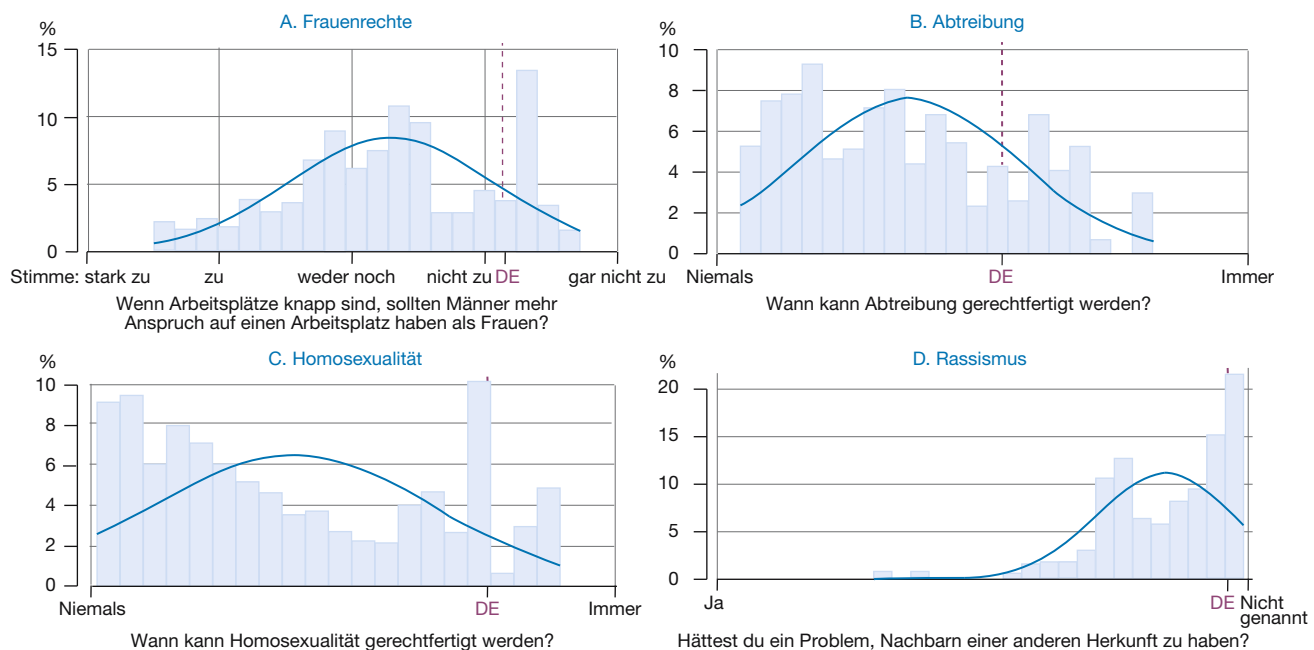 A. Frauenrechte
%
15
10
5
0
Stimme: stark zu zu weder noch nicht zu DE gar nicht zu
Wenn Arbeitsplätze knapp sind, sollten Männer mehr
Anspruch auf einen Arbeitsplatz haben als Frauen?
B. Abtreibung
%
10
8
6
4
2
0
Niemals DE Immer
Wann kann Abtreibung gerechtfertigt werden?
C. Homosexualität
%
10
8
6
4
2
0
Niemals DE Immer
Wann kann Homosexualität gerechtfertigt werden?
D. Rassismus
%
20
15
10
5
0
Ja DE Nicht
genannt
Hättest du ein Problem, Nachbarn einer anderen Herkunft zu haben?